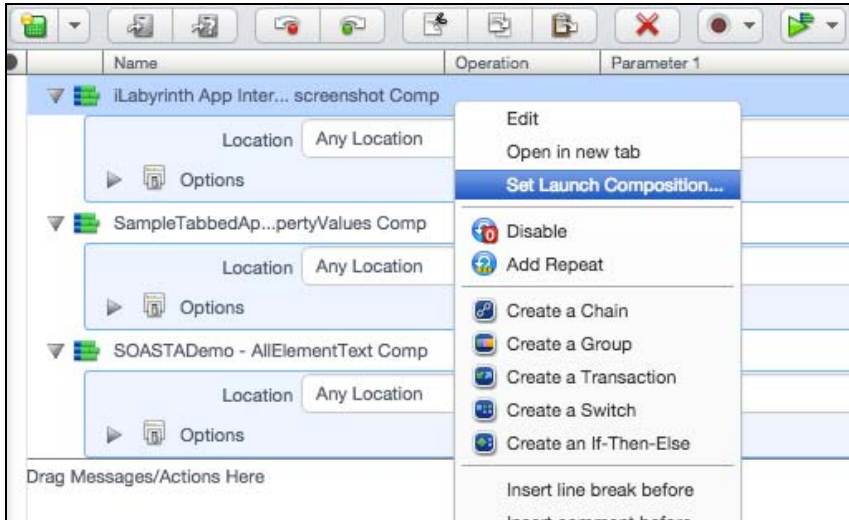 Name Operation Parameter 1
iLabyrinth App Inter... screenshot Comp
Location Any Location
Options
SampleTabbedAp...pertyValues Comp
Location Any Location
Options
SOASTADemo - AllElementText Comp
Location Any Location
Options
Drag Messages/Actions Here
Edit
Open in new tab
Set Launch Composition...
Disable
Add Repeat
Create a Chain
Create a Group
Create a Transaction
Create a Switch
Create an If-Then-Else
Insert line break before
Insert comment before